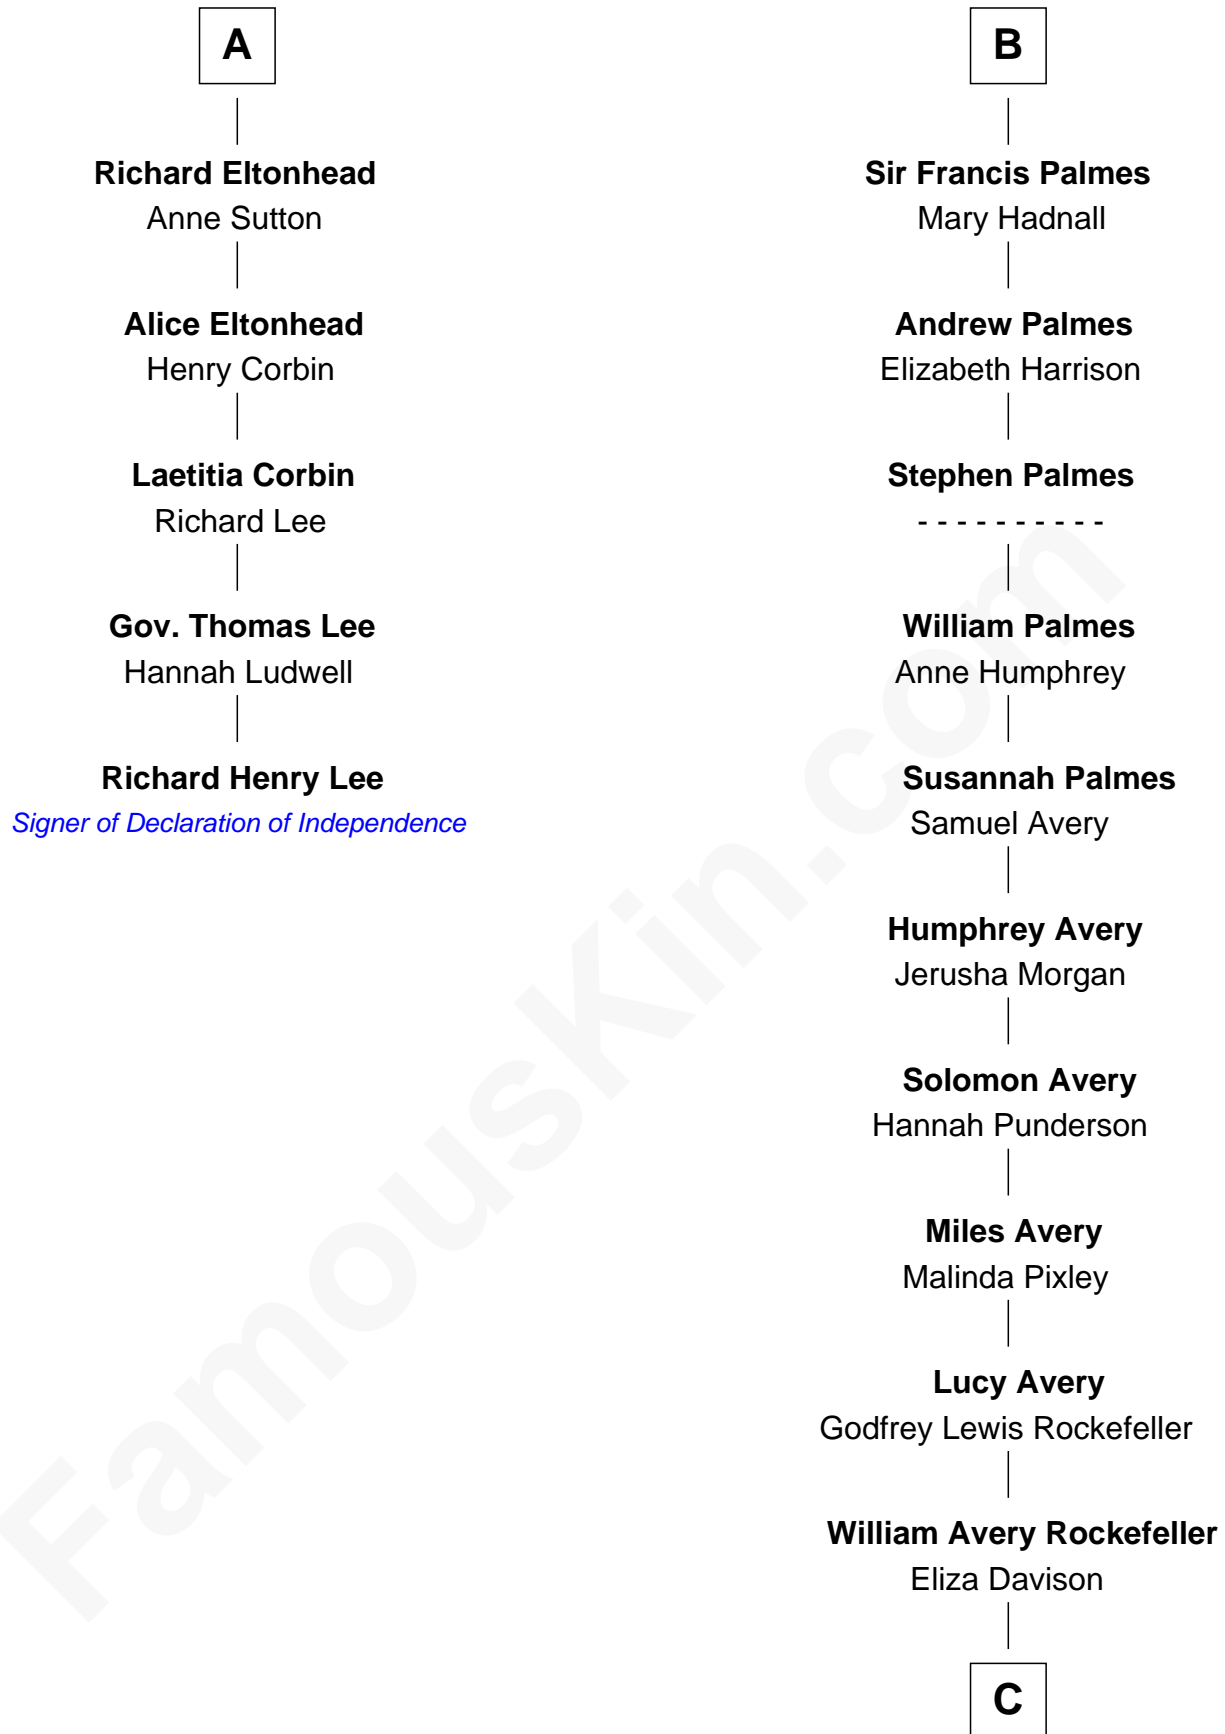 A
Richard Eltonhead
Anne Sutton
Alice Eltonhead
Henry Corbin
Laetitia Corbin
Richard Lee
Gov. Thomas Lee
Hannah Ludwell
Richard Henry Lee
Signer of Declaration of Independence
B
Sir Francis Palmes
Mary Hadnall
Andrew Palmes
Elizabeth Harrison
Stephen Palmes
- - - - - - - - - -
William Palmes
Anne Humphrey
Susannah Palmes
Samuel Avery
Humphrey Avery
Jerusha Morgan
Solomon Avery
Hannah Punderson
Miles Avery
Malinda Pixley
Lucy Avery
Godfrey Lewis Rockefeller
William Avery Rockefeller
Eliza Davison
C
FamousKin.com